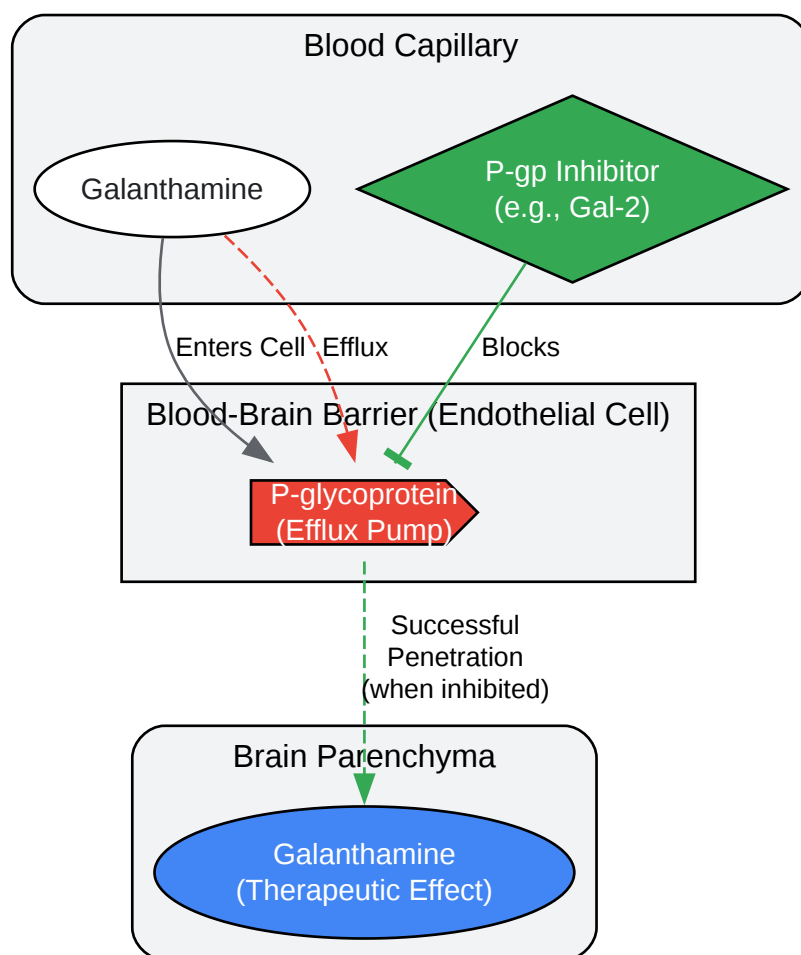 Blood Capillary
Galanthamine
P-gp Inhibitor
(e.g., Gal-2)
Enters Cell
Efflux
Blocks
Blood-Brain Barrier (Endothelial Cell)
P-glycoprotein
(Efflux Pump)
Successful
Penetration
(when inhibited)
Brain Parenchyma
Galanthamine
(Therapeutic Effect)